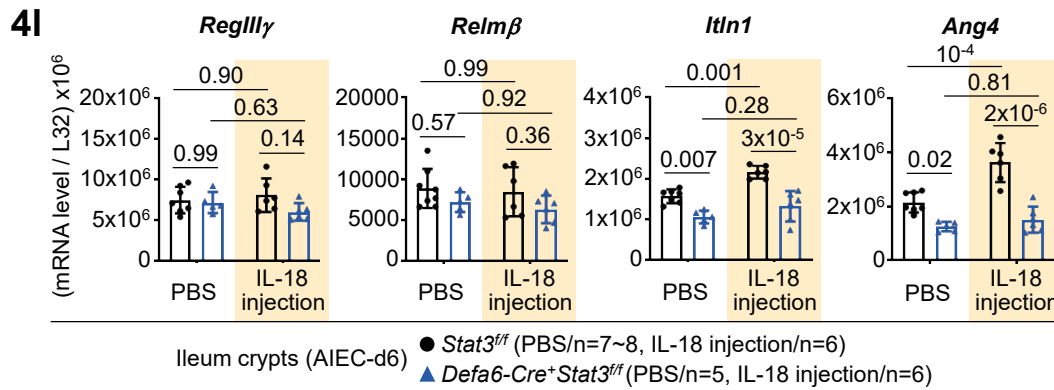 4l
RegIIIγ Relmβ Itln1 Ang4
(mRNA level / L32) x10⁶
0.90
0.63
0.99
0.14
20x10⁶
15x10⁶
10x10⁶
5x10⁶
0
PBS
IL-18 injection
0.99
0.92
0.57
0.36
20000
15000
10000
5000
0
PBS
IL-18 injection
0.001
0.28
0.007
3x10⁻⁵
4x10⁶
3x10⁶
2x10⁶
1x10⁶
0
PBS
IL-18 injection
10⁻⁴
0.81
0.02
2x10⁻⁶
6x10⁶
4x10⁶
2x10⁶
0
PBS
IL-18 injection
Ileum crypts (AIEC-d6)
Stat3ᶠ/ᶠ (PBS/n=7~8, IL-18 injection/n=6)
Defa6-Cre⁺Stat3ᶠ/ᶠ (PBS/n=5, IL-18 injection/n=6)